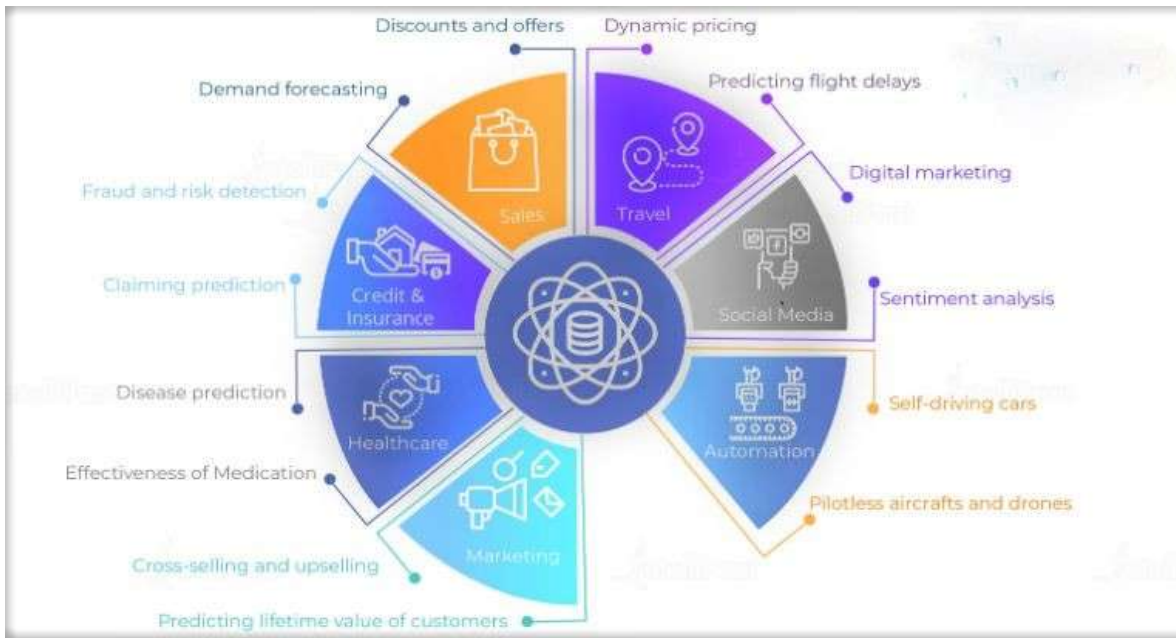 Discounts and offers
Dynamic pricing
Demand forecasting
Predicting flight delays
Fraud and risk detection
Digital marketing
Sales
Travel
Claiming prediction
Credit &
Insurance
Social Media
Sentiment analysis
Disease prediction
Healthcare
Automation
Self-driving cars
Effectiveness of Medication
Pilotless aircrafts and drones
Marketing
Cross-selling and upselling
Predicting lifetime value of customers